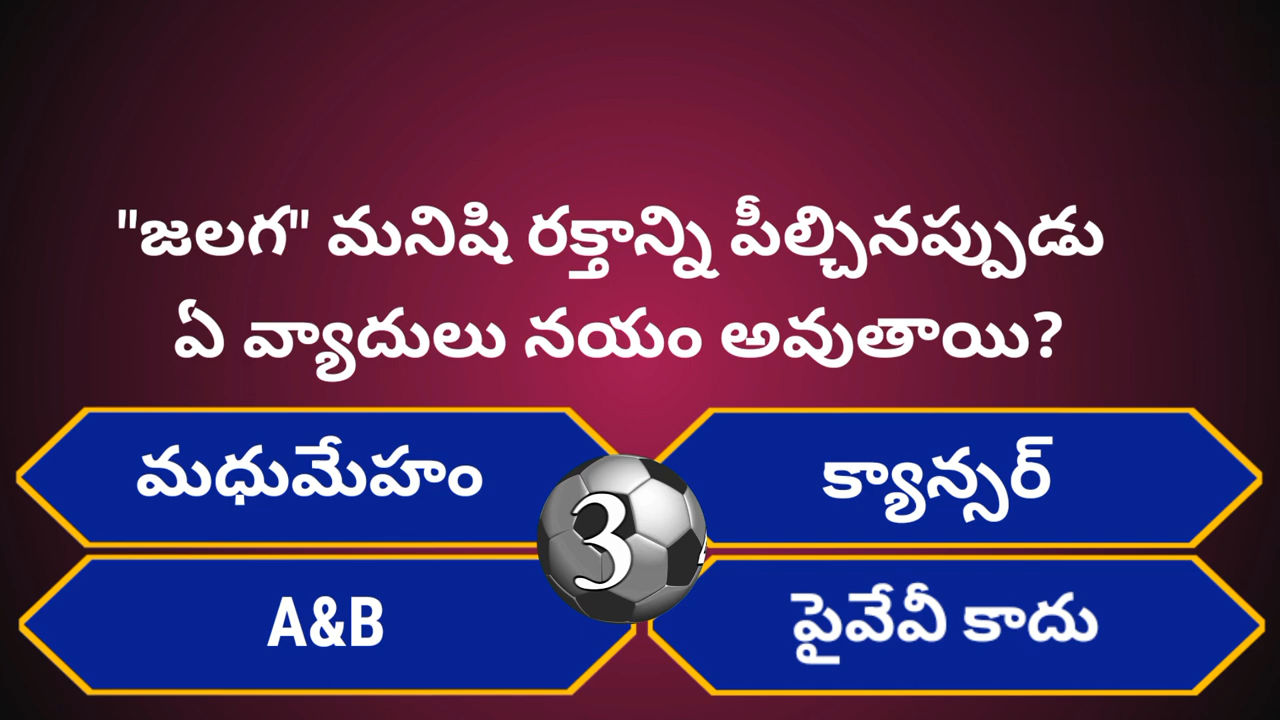 "జలగ" మనిషి రక్తాన్ని పీల్చినప్పుడు
ఏ వ్యాదులు నయం అవుతాయి?
మధుమేహం
క్యాన్సర్
3
A&B
పైవేవీ కాదు